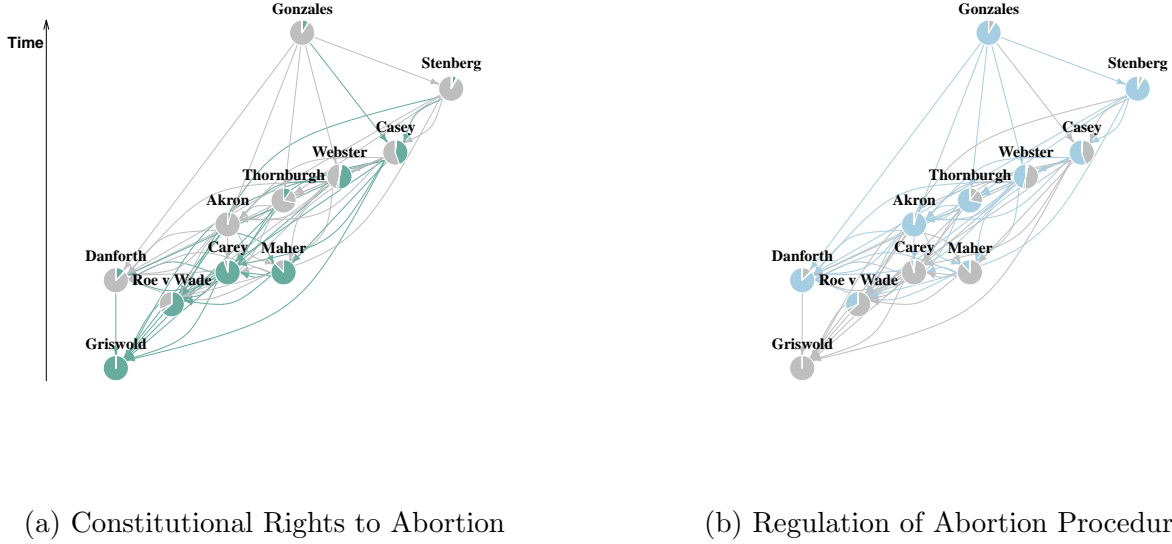 Gonzales
Time
Stenberg
Casey
Webster
Thornburgh
Akron
Carey
Maher
Danforth
Roe v Wade
Griswold
(a) Constitutional Rights to Abortion
Gonzales
Stenberg
Casey
Webster
Thornburgh
Akron
Carey
Maher
Danforth
Roe v Wade
Griswold
(b) Regulation of Abortion Procedur